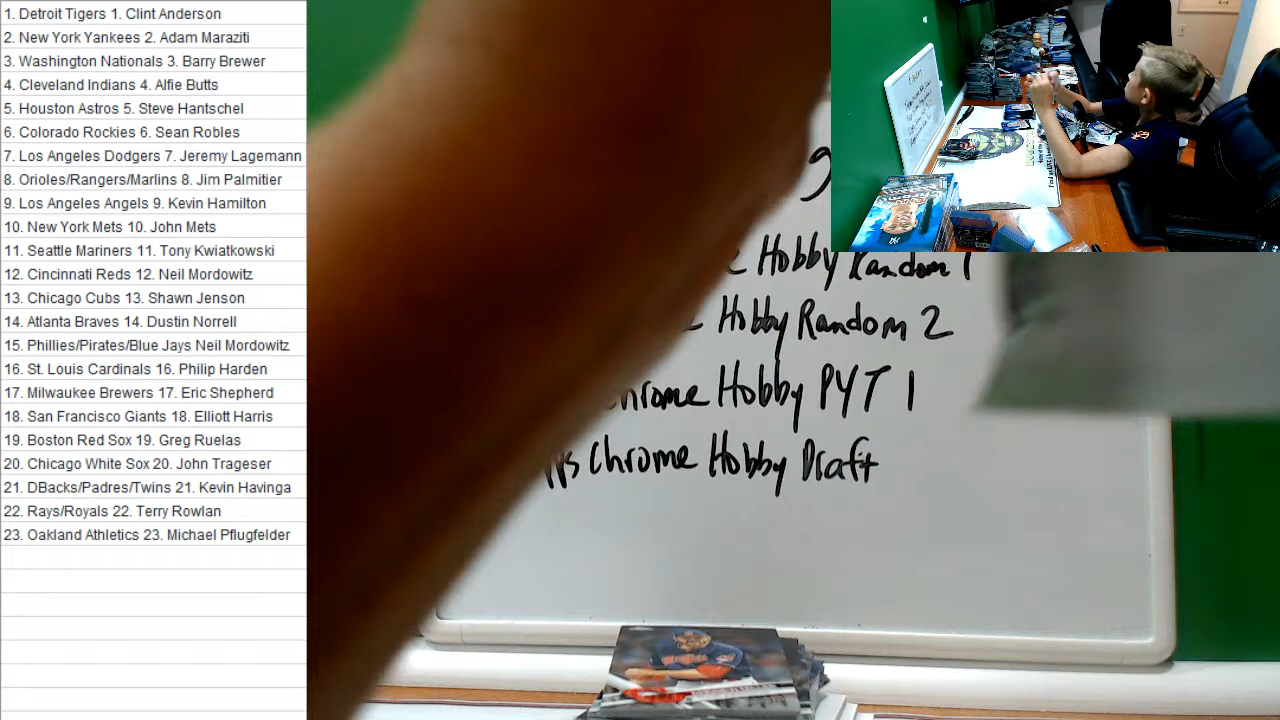 1. Detroit Tigers 1. Clint Anderson
2. New York Yankees 2. Adam Maraziti
3. Washington Nationals 3. Barry Brewer
4. Cleveland Indians 4. Alfie Butts
5. Houston Astros 5. Steve Hantschel
6. Colorado Rockies 6. Sean Robles
7. Los Angeles Dodgers 7. Jeremy Lagemann
8. Orioles/Rangers/Marlins 8. Jim Palmitier
9. Los Angeles Angels 9. Kevin Hamilton
10. New York Mets 10. John Mets
11. Seattle Mariners 11. Tony Kwiatkowski
12. Cincinnati Reds 12. Neil Mordowitz
13. Chicago Cubs 13. Shawn Jenson
14. Atlanta Braves 14. Dustin Norrell
15. Phillies/Pirates/Blue Jays Neil Mordowitz
16. St. Louis Cardinals 16. Philip Harden
17. Milwaukee Brewers 17. Eric Shepherd
18. San Francisco Giants 18. Elliott Harris
19. Boston Red Sox 19. Greg Ruelas
20. Chicago White Sox 20. John Trageser
21. DBacks/Padres/Twins 21. Kevin Havinga
22. Rays/Royals 22. Terry Rowlan
23. Oakland Athletics 23. Michael Pflugfelder
Hobby Random 1
Hobby Random 2
Chrome Hobby PYT 1
Chrome Hobby Draft